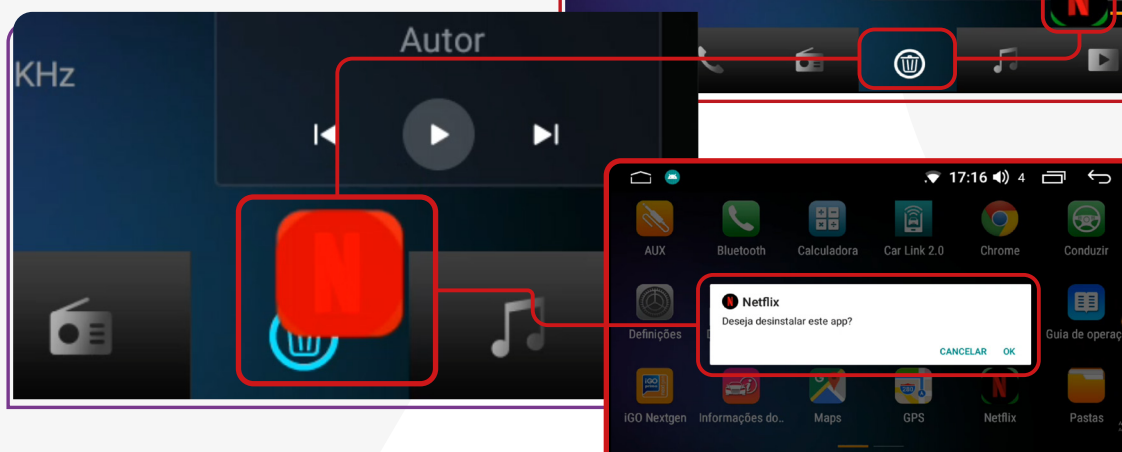 Autor
KHz
N
N
17:16 4
AUX Bluetooth Calculadora Car Link 2.0 Chrome Conduzir
N Netflix
Deseja desinstalar este app?
CANCELAR OK
Definições
Guia de operaç
iGO Nextgen Informações do.. Maps GPS Netflix Pastas